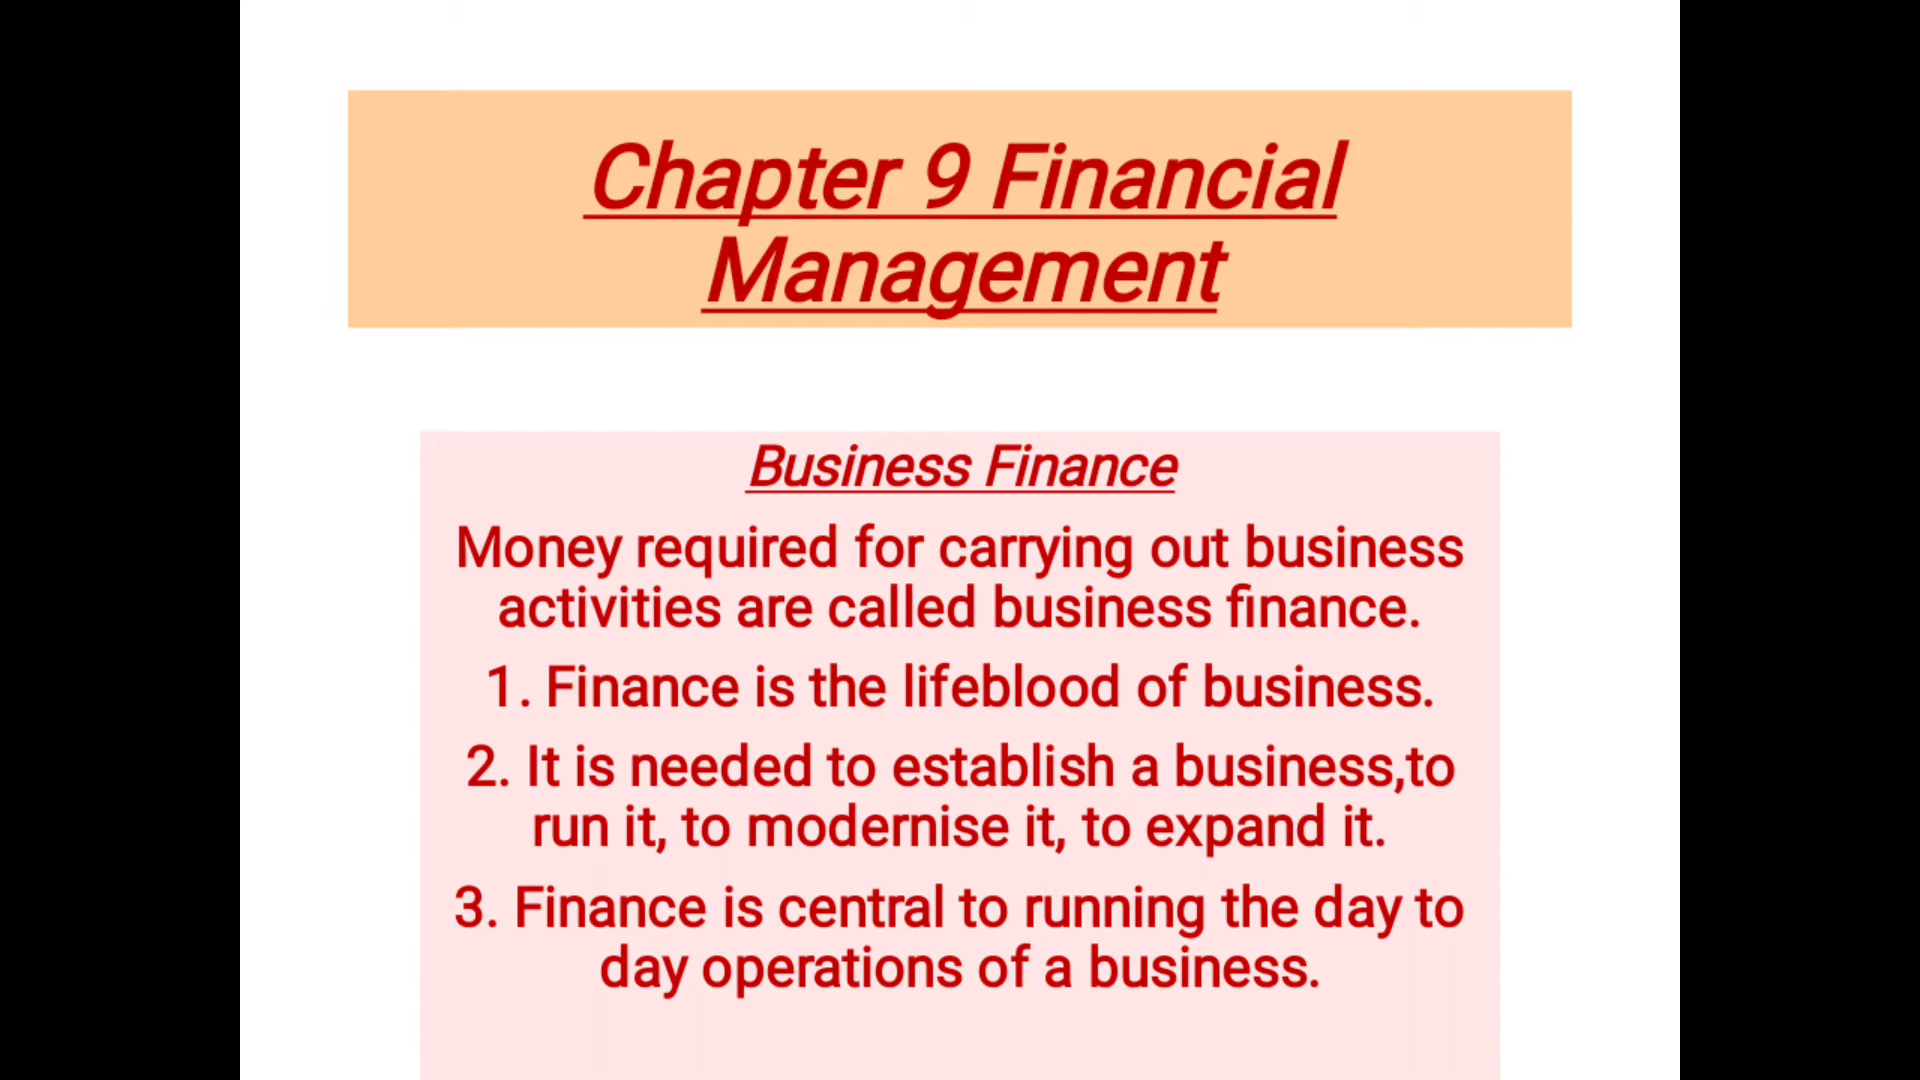 Chapter 9 Financial
Management
Business Finance
Money required for carrying out business
activities are called business finance.
1. Finance is the lifeblood of business.
2. It is needed to establish a business,to
run it, to modernise it, to expand it.
3. Finance is central to running the day to
day operations of a business.